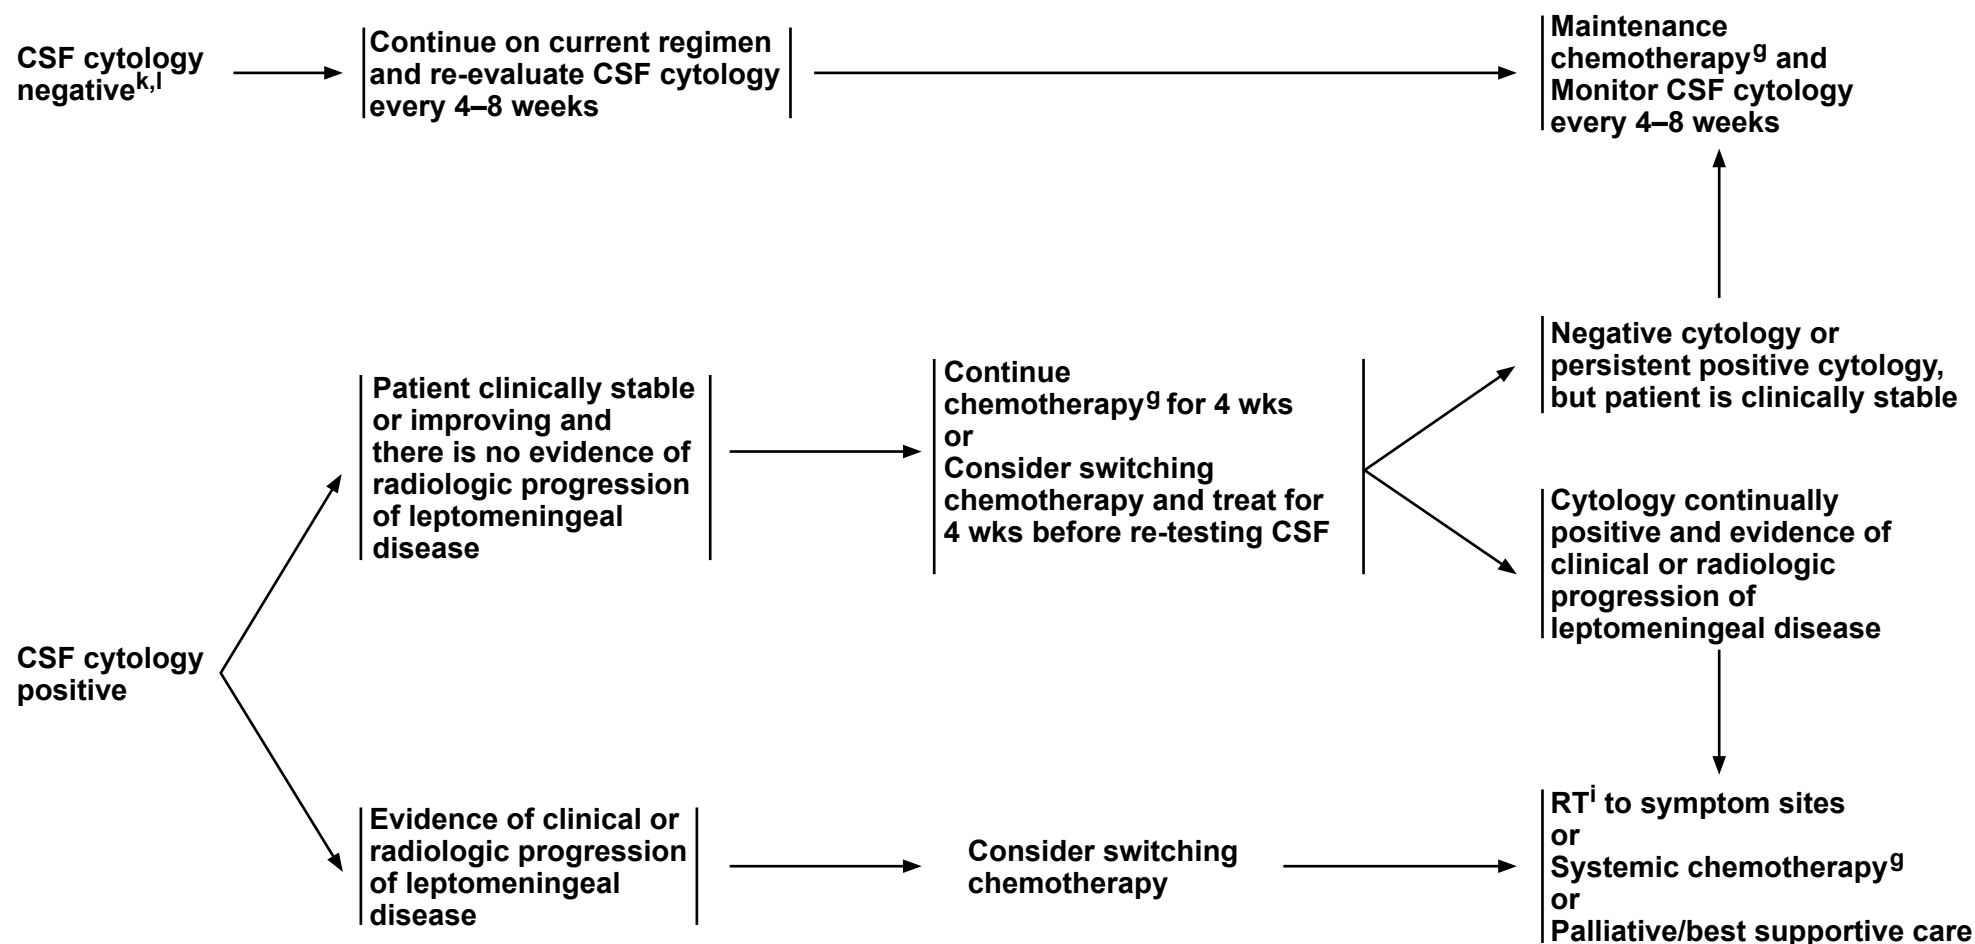 CSF cytology
negativek,l
Continue on current regimen
and re-evaluate CSF cytology
every 4–8 weeks
Maintenance
chemotherapyg and
Monitor CSF cytology
every 4–8 weeks
CSF cytology
positive
Patient clinically stable
or improving and
there is no evidence of
radiologic progression
of leptomeningeal
disease
Continue
chemotherapyg for 4 wks
or
Consider switching
chemotherapy and treat for
4 wks before re-testing CSF
Negative cytology or
persistent positive cytology,
but patient is clinically stable
Cytology continually
positive and evidence of
clinical or radiologic
progression of
leptomeningeal disease
Evidence of clinical or
radiologic progression
of leptomeningeal
disease
Consider switching
chemotherapy
RTi to symptom sites
or
Systemic chemotherapyg
or
Palliative/best supportive care